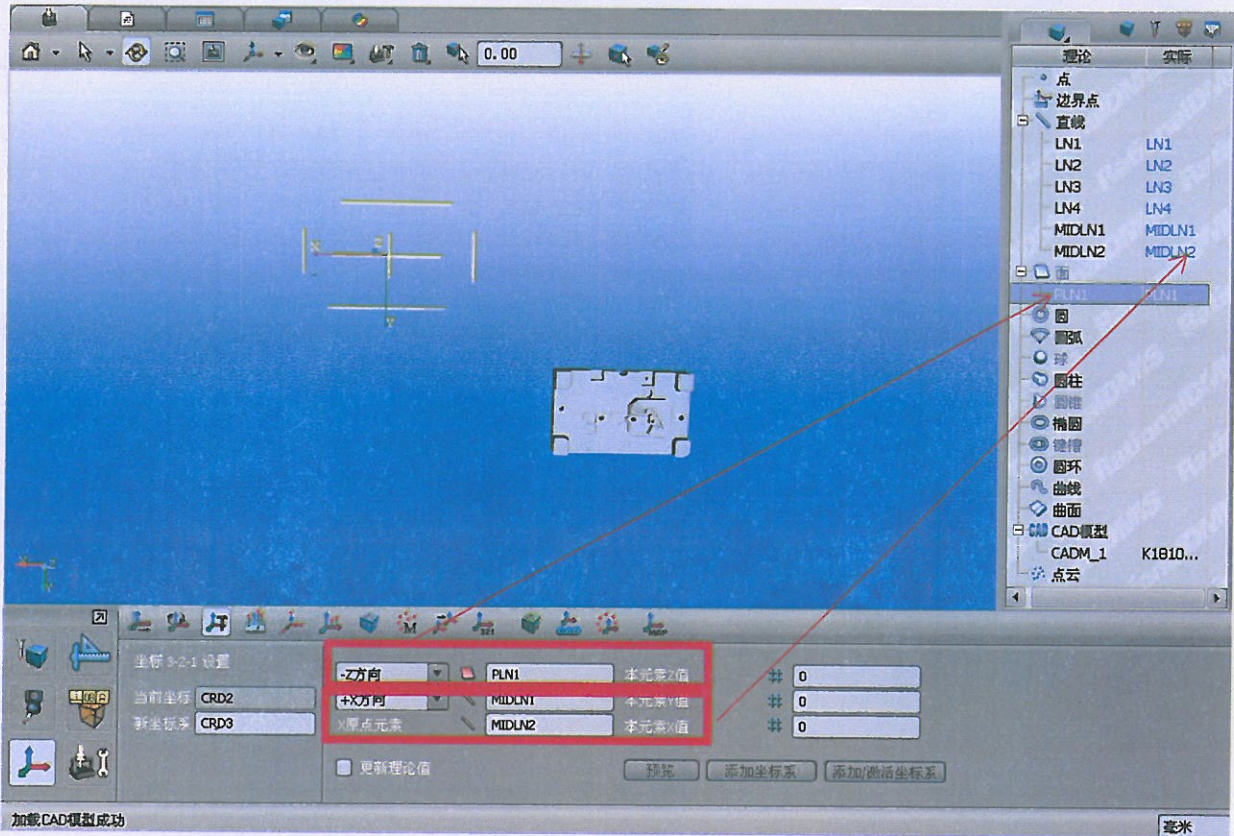 0.00
理论 实际
点
边界点
直线
LN1 LN1
LN2 LN2
LN3 LN3
LN4 LN4
MIDLN1 MIDLN1
MIDLN2 MIDLN2
面
PLN1 PLN1
圆
圆弧
球
圆柱
圆锥
椭圆
键槽
圆环
曲线
曲面
CAD模型
CADM_1 K1810...
点云
X Z
Y
坐标 3-2-1 设置
当前坐标 CRD2
新坐标系 CRD3
-Z方向 PLN1 本元素Z值 0
+X方向 MIDLN1 本元素Y值 0
X原点元素 MIDLN2 本元素X值 0
更新理论值
预览 添加坐标系 添加/激活坐标系
加载CAD模型成功
毫米